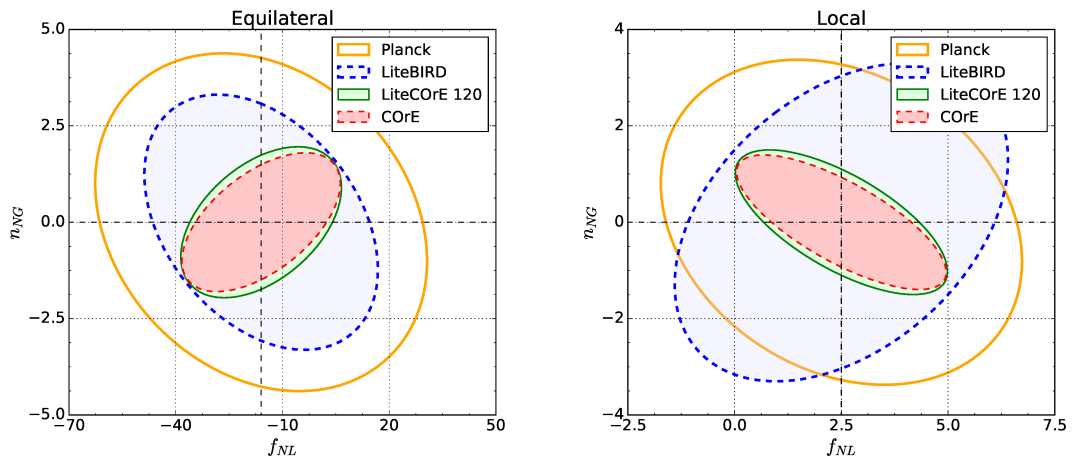 Equilateral
5.0
2.5
0.0
−2.5
−5.0
−70
−40
−10
20
50
n_NG
f_NL
Planck
LiteBIRD
LiteCOrE 120
COrE
Local
4
2
0
−2
−4
−2.5
0.0
2.5
5.0
7.5
n_NG
f_NL
Planck
LiteBIRD
LiteCOrE 120
COrE